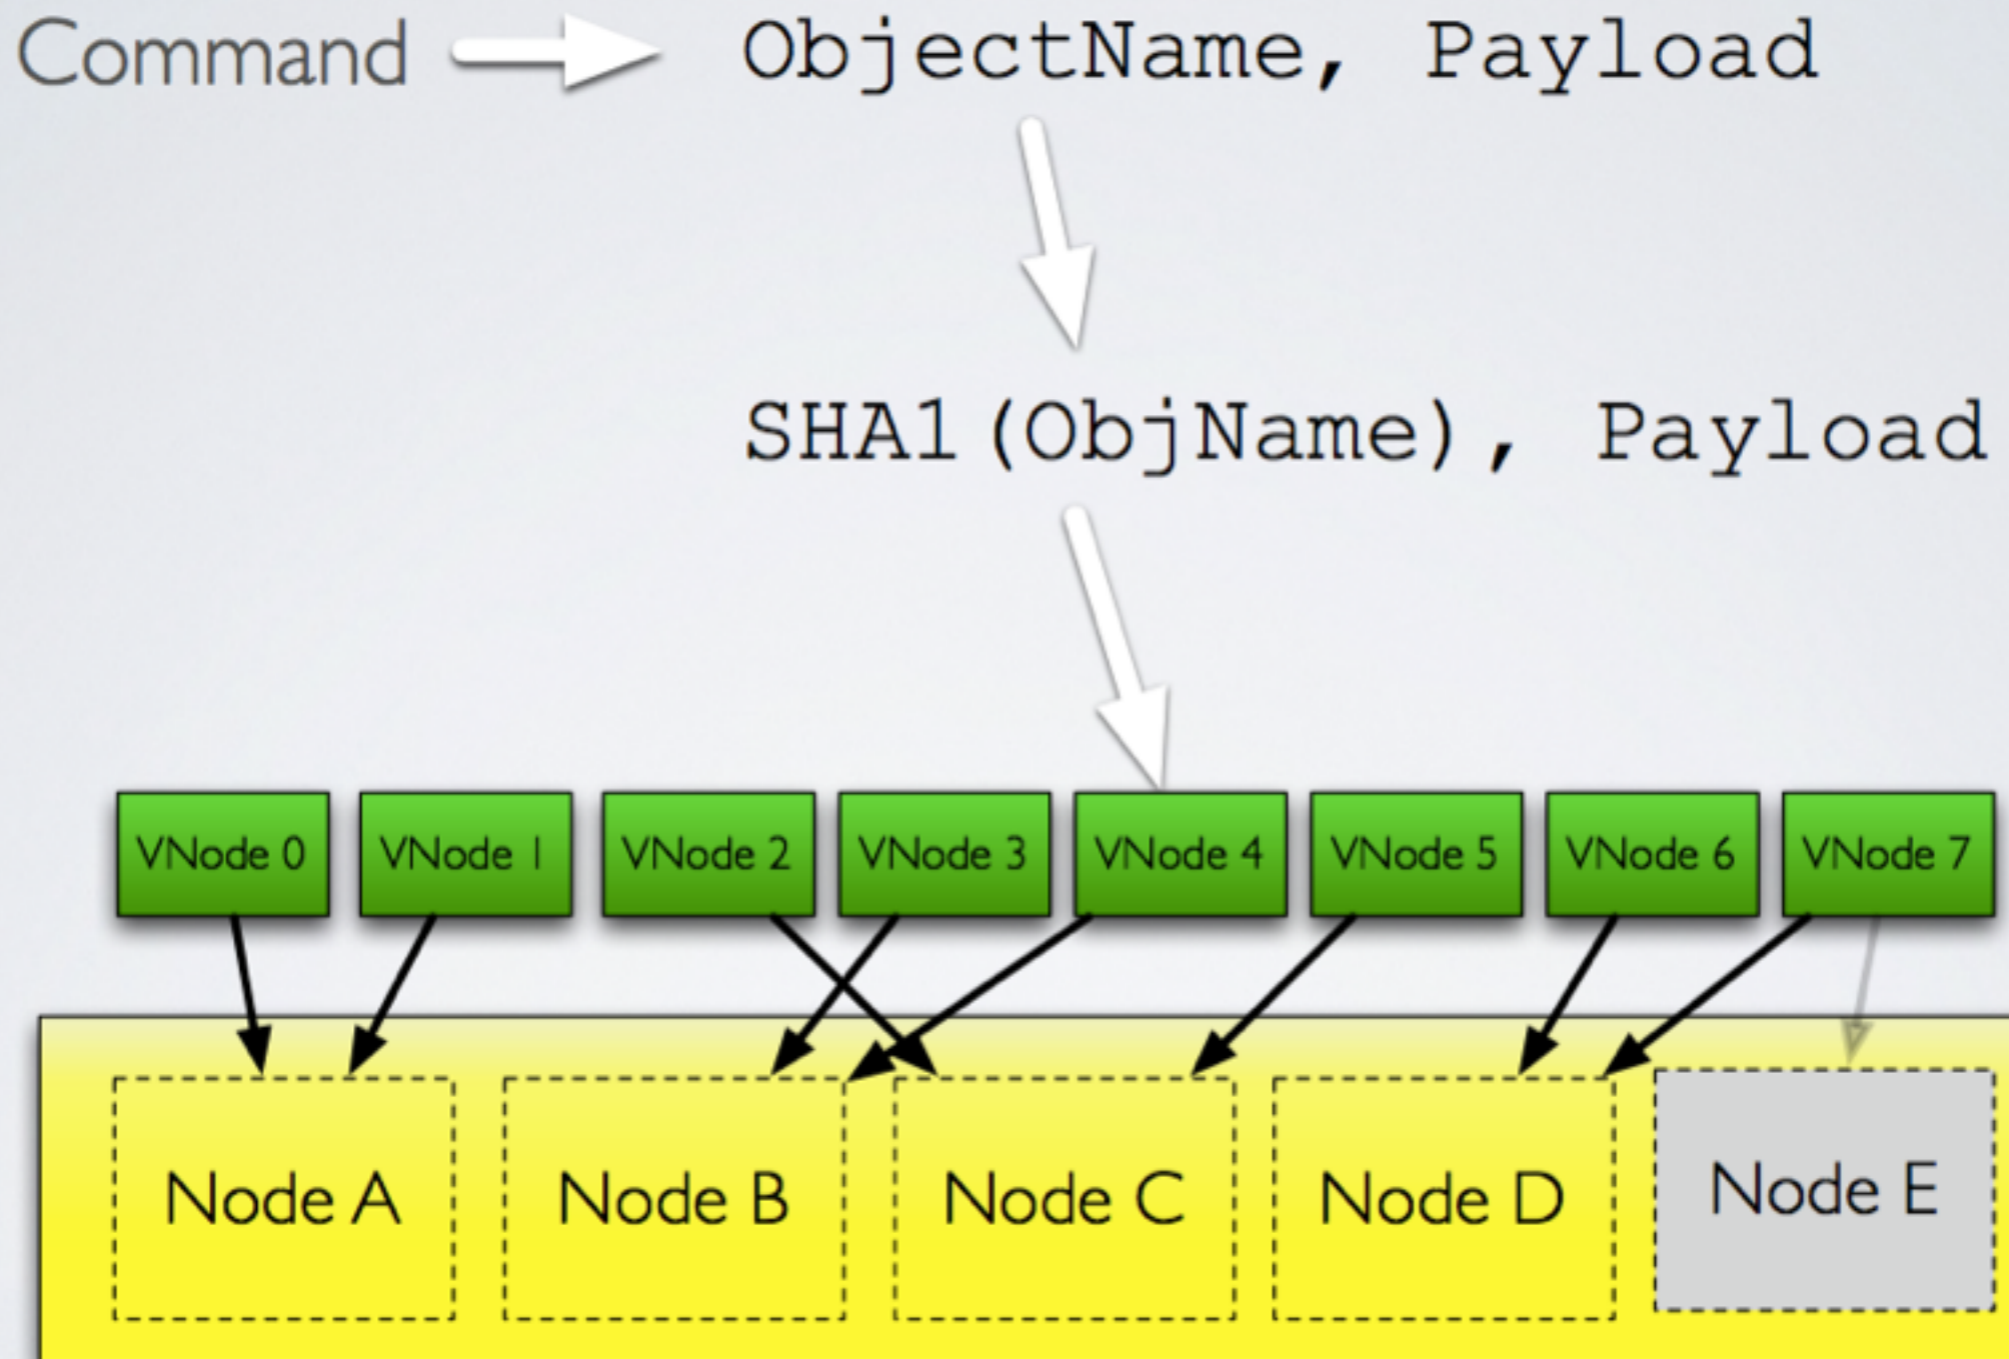 Command ObjectName, Payload
SHA1(ObjName), Payload
VNode 0 VNode 1 VNode 2 VNode 3 VNode 4 VNode 5 VNode 6 VNode 7
Node A Node B Node C Node D Node E